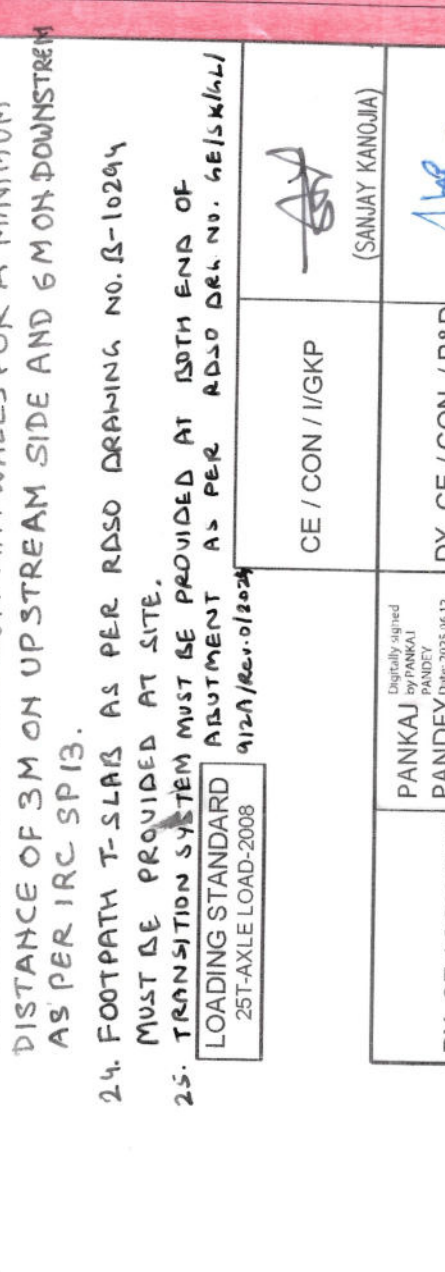 DISTANCE OF 3M ON UPSTREAM SIDE AND 6M ON DOWNSTREM
AS PER IRC SP 13.
24. FOOTPATH T-SLAB AS PER RDSO DRAWING NO. B-10294
MUST BE PROVIDED AT SITE.
25. TRANSITION SYSTEM MUST BE PROVIDED AT BOTH END OF
ABUTMENT AS PER RDSO DRG. NO. GE/SK/GL/
912A/Rev.0/2024
LOADING STANDARD
25T-AXLE LOAD-2008
CE / CON / I/GKP
(SANJAY KANOJIA)
PANKAJ
PANDEY
Digitally signed
by PANKAJ
PANDEY